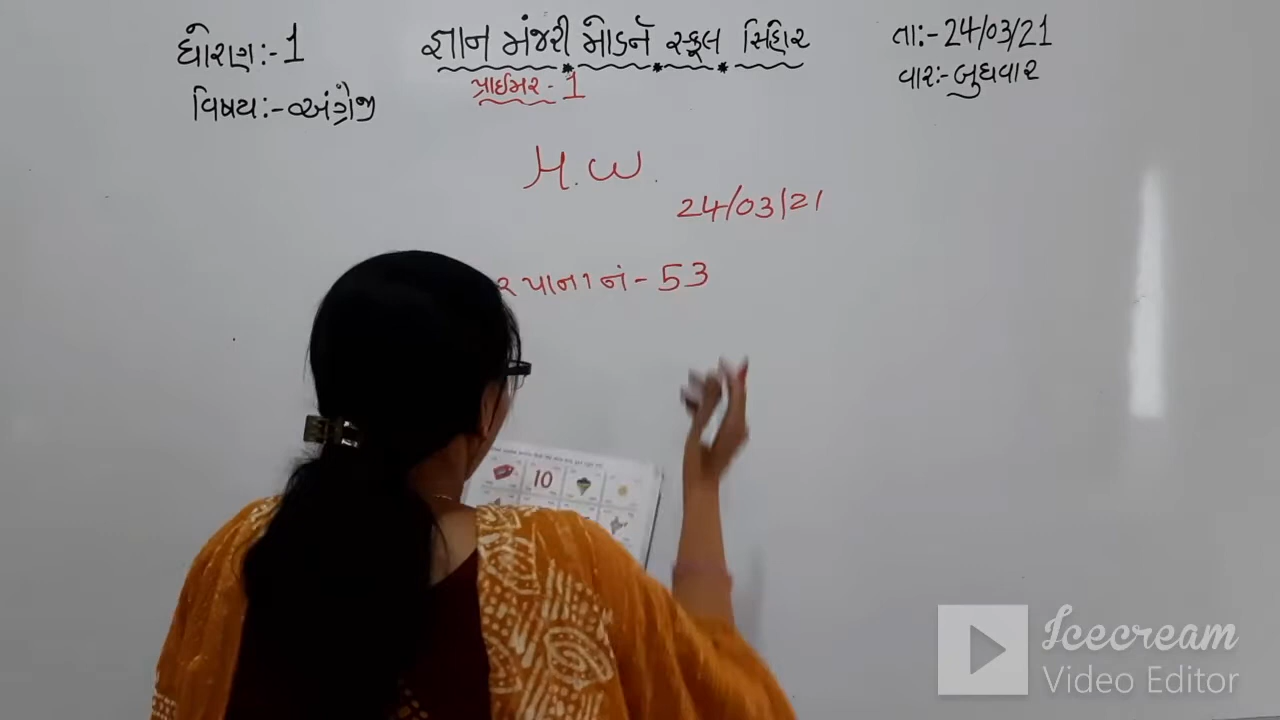 ધોરણ:-1
જ્ઞાન મંજરી મોડર્ન સ્કૂલ સિહોર
તા:-24/03/21
વાર:-બુધવાર
પ્રાઈમર - 1
વિષય:-અંગ્રેજી
H.W.
24/03/21
પાના નં - 53
10
Icecream
Video Editor